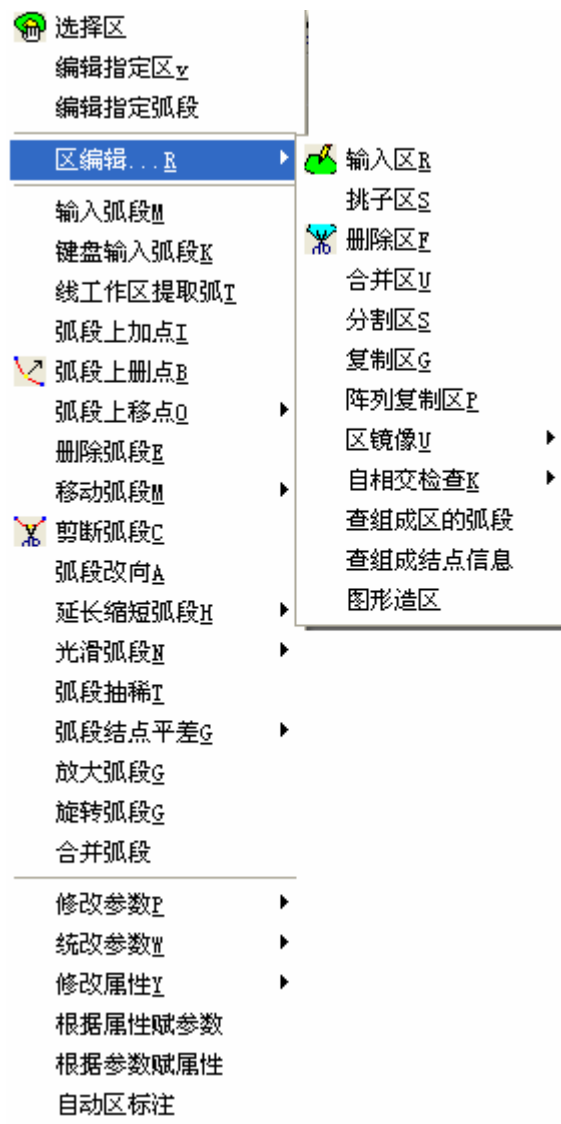 选择区
编辑指定区v
编辑指定弧段
区编辑...R
输入弧段M
键盘输入弧段K
线工作区提取弧T
弧段上加点I
弧段上删点B
弧段上移点O
删除弧段E
移动弧段M
剪断弧段C
弧段改向A
延长缩短弧段H
光滑弧段N
弧段抽稀T
弧段结点平差G
放大弧段G
旋转弧段G
合并弧段
修改参数P
统改参数W
修改属性Y
根据属性赋参数
根据参数赋属性
自动区标注
输入区R
挑子区S
删除区F
合并区U
分割区S
复制区G
阵列复制区P
区镜像U
自相交检查K
查组成区的弧段
查组成结点信息
图形造区